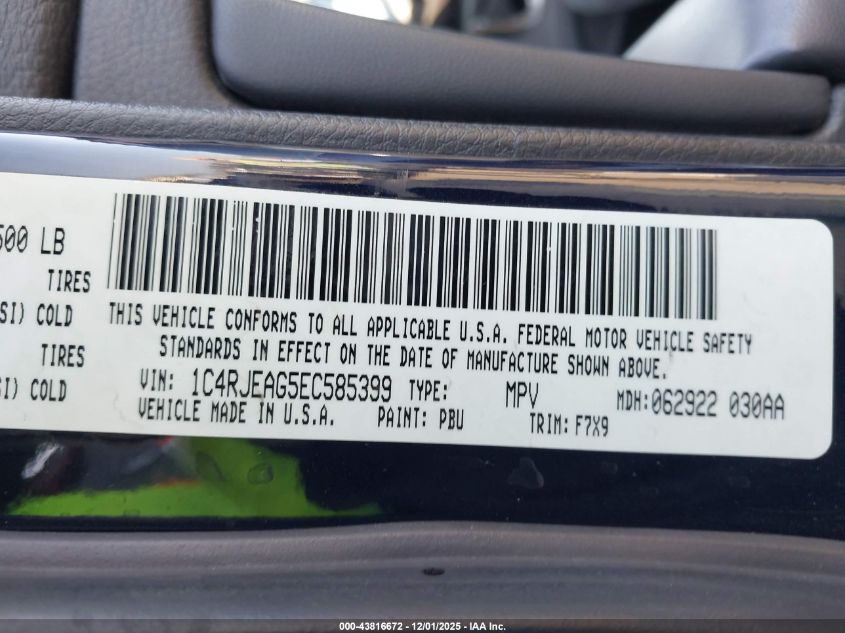 500 LB
TIRES
SI) COLD
TIRES
SI) COLD
THIS VEHICLE CONFORMS TO ALL APPLICABLE U.S.A. FEDERAL MOTOR VEHICLE SAFETY
STANDARDS IN EFFECT ON THE DATE OF MANUFACTURE SHOWN ABOVE.
VIN: 1C4RJEAG5EC585399 TYPE: MPV MDH:062922 030AA
VEHICLE MADE IN U.S.A. PAINT: PBU TRIM: F7X9
000-43816672 - 12/01/2025 - IAA Inc.